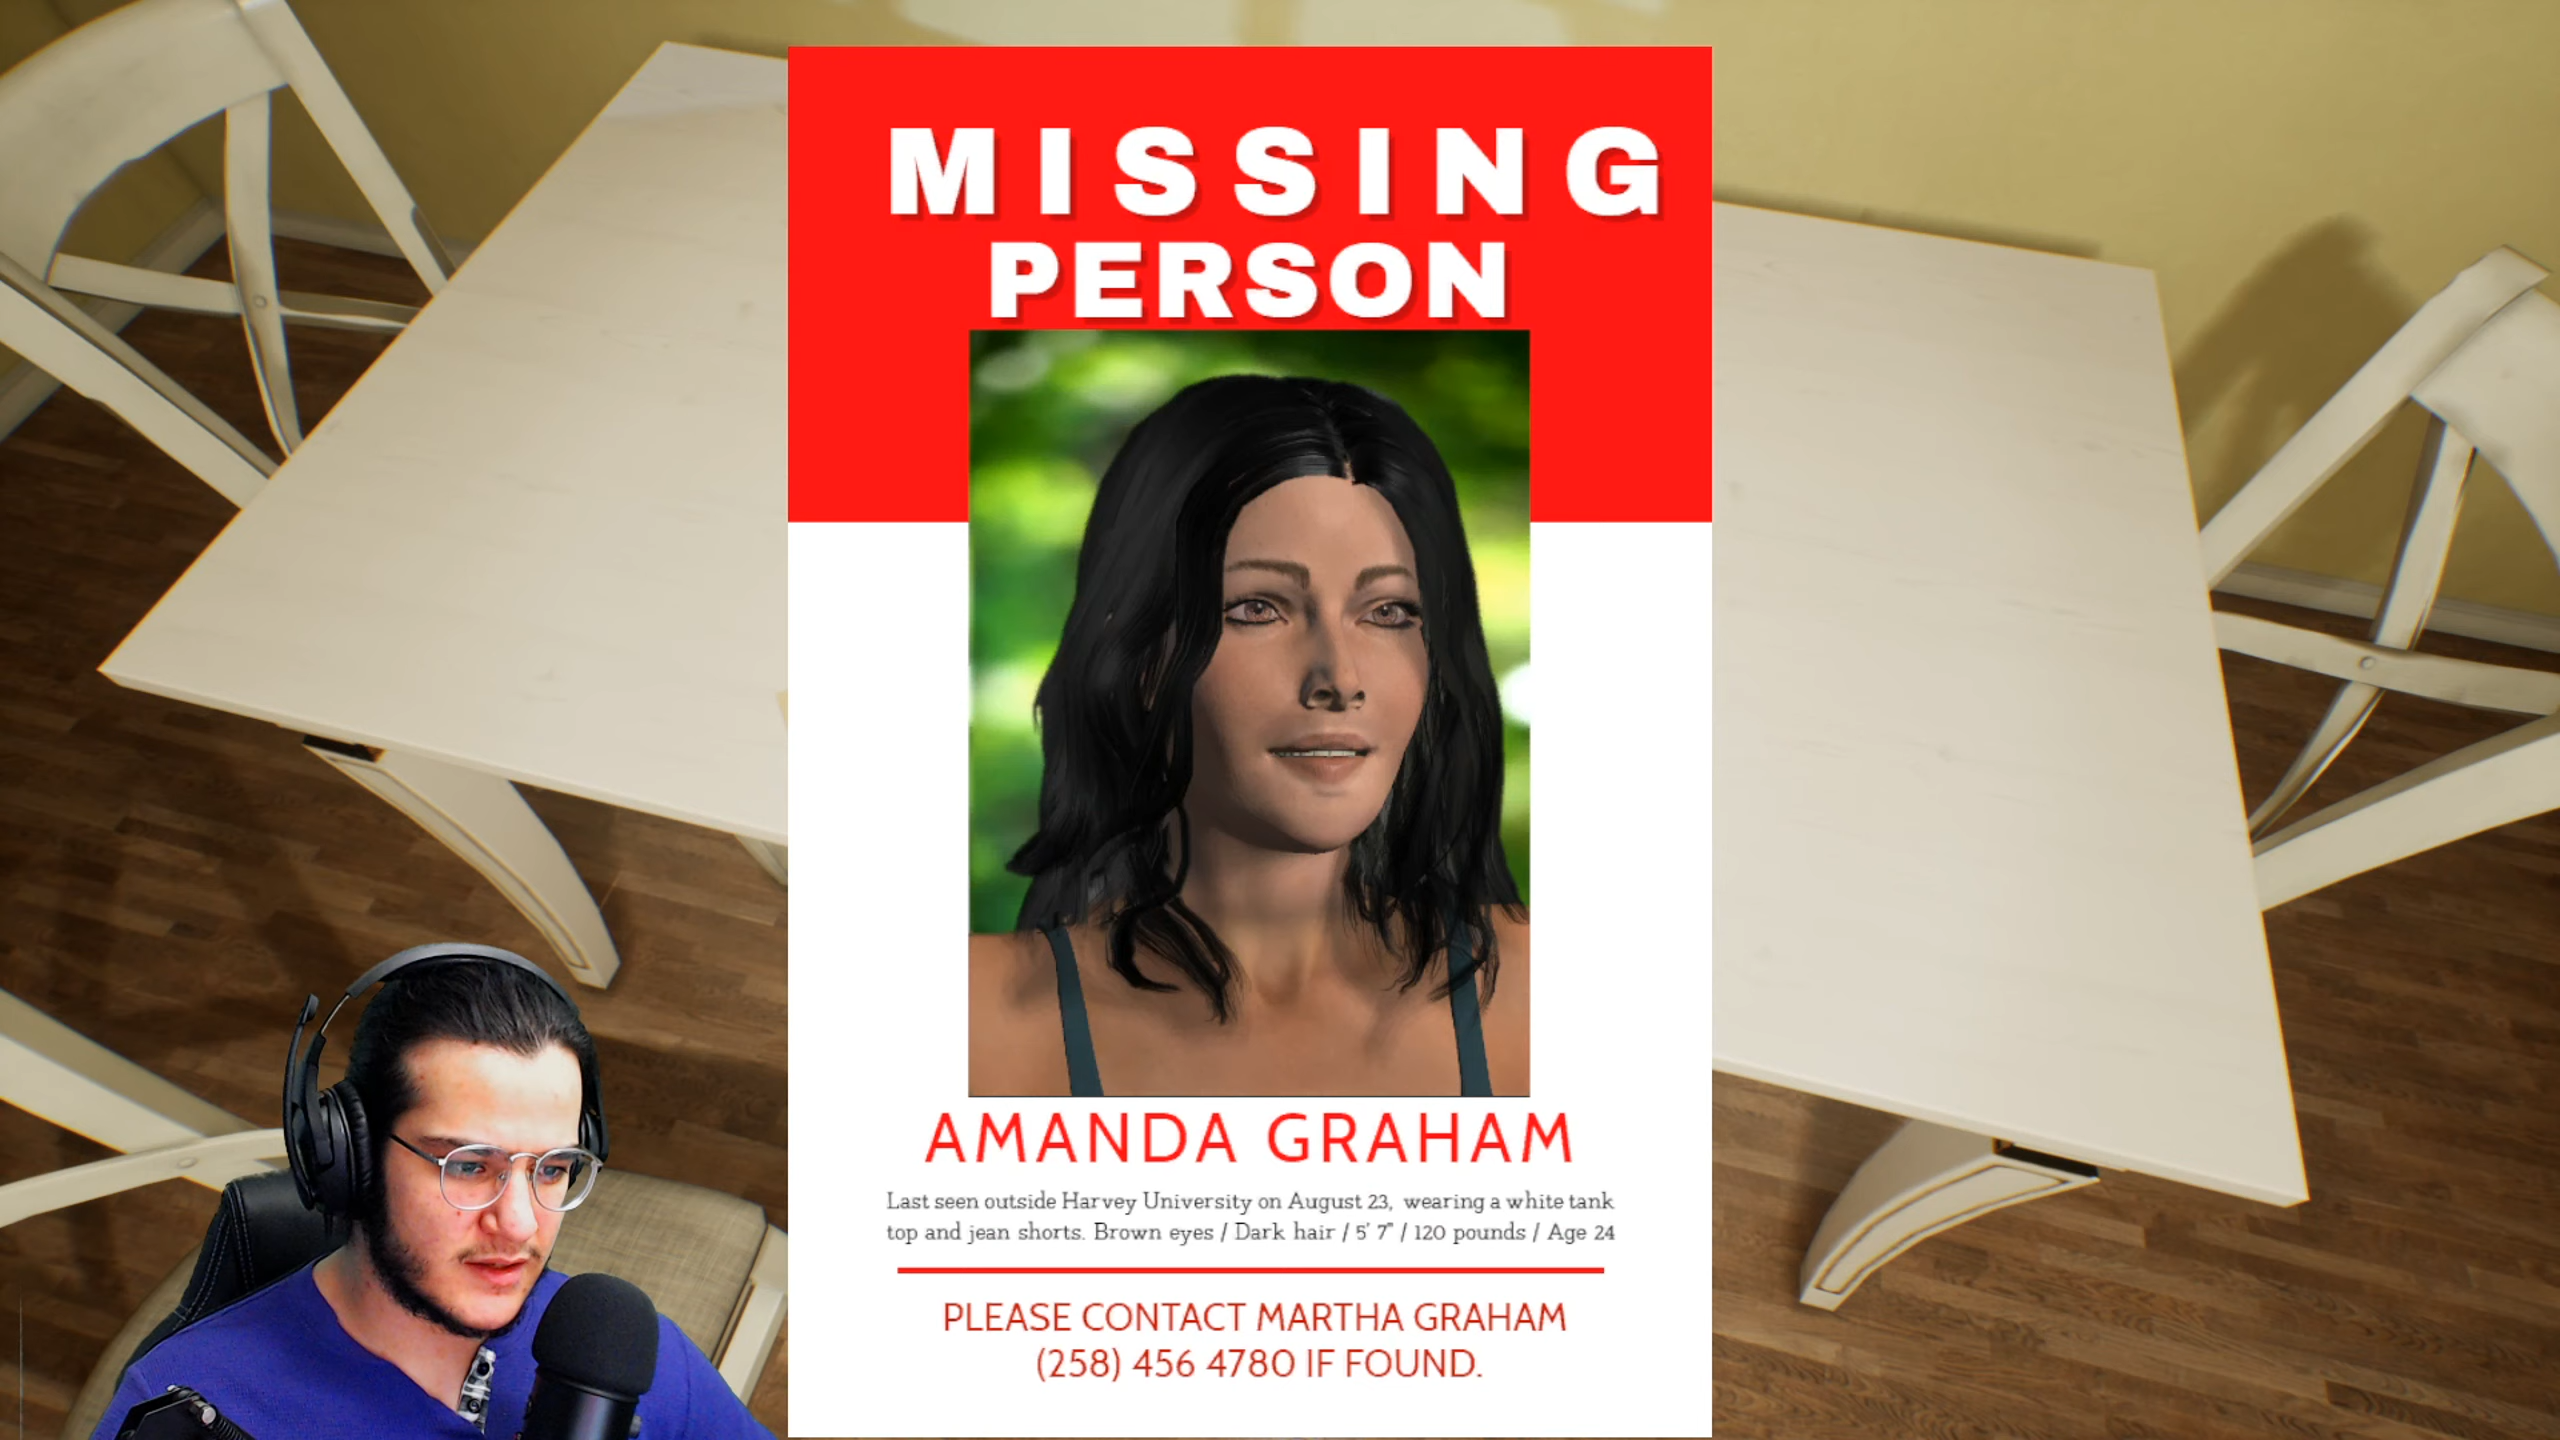 MISSING
PERSON
AMANDA GRAHAM
Last seen outside Harvey University on August 23, wearing a white tank
top and jean shorts. Brown eyes / Dark hair / 5' 7" / 120 pounds / Age 24
PLEASE CONTACT MARTHA GRAHAM
(258) 456 4780 IF FOUND.